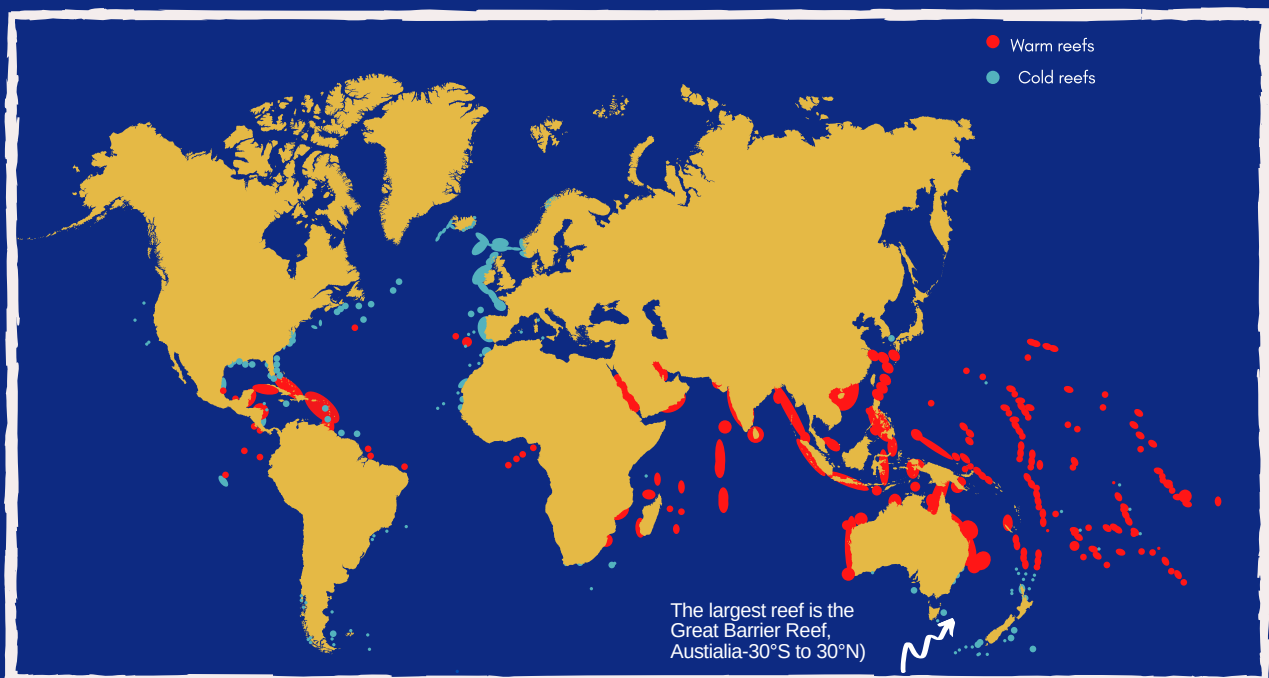 Warm reefs
Cold reefs
The largest reef is the
Great Barrier Reef,
Austialia-30°S to 30°N)